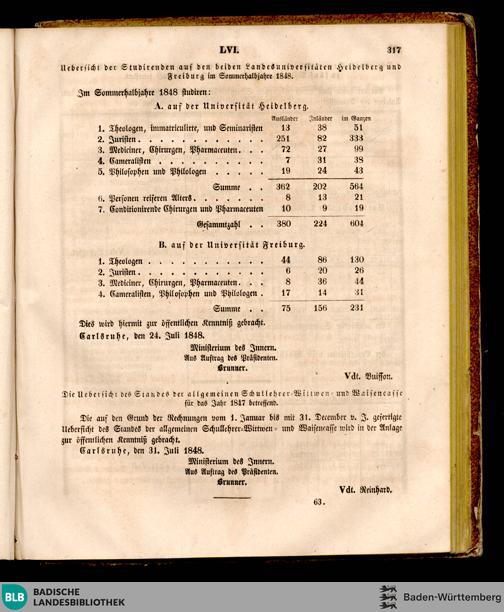 LVI. 317
Uebersicht der Studirenden auf den beiden Landesuniversitäten Heidelberg und
Freiburg im Sommerhalbjahre 1848.
Im Sommerhalbjahre 1848 studiren:
A. auf der Universität Heidelberg.
Ausländer Inländer im Ganzen
1. Theologen, immatriculirte, und Seminaristen 13 38 51
2. Juristen . . . . . . . . . . 251 82 333
3. Mediciner, Chirurgen, Pharmaceuten . . . 72 27 99
4. Cameralisten . . . . . . . . . 7 31 38
5. Philosophen und Philologen . . . . . 19 24 43
Summe . . 362 202 564
6. Personen reiferen Alters . . . . . . 8 13 21
7. Conditionirende Chirurgen und Pharmaceuten 10 9 19
Gesammtzahl . . 380 224 604
B. auf der Universität Freiburg.
1. Theologen . . . . . . . . . . 44 86 130
2. Juristen . . . . . . . . . . 6 20 26
3. Mediciner, Chirurgen, Pharmaceuten . . . 8 36 44
4. Cameralisten, Philosophen und Philologen . 17 14 31
Summe . . 75 156 231
Dies wird hiermit zur öffentlichen Kenntniß gebracht.
Carlsruhe, den 24. Juli 1848.
Ministerium des Innern.
Aus Auftrag des Präsidenten.
Brunner.
Vdt. Buisson.
Die Uebersicht des Standes der allgemeinen Schullehrer-Wittwen- und Waisencasse
für das Jahr 1847 betreffend.
Die auf den Grund der Rechnungen vom 1. Januar bis mit 31. December v. J. gefertigte
Uebersicht des Standes der allgemeinen Schullehrer-Wittwen- und Waisencasse wird in der Anlage
zur öffentlichen Kenntniß gebracht.
Carlsruhe, den 31. Juli 1848.
Ministerium des Innern.
Aus Auftrag des Präsidenten.
Brunner.
Vdt. Reinhard.
63.
BLB BADISCHE
LANDESBIBLIOTHEK
Baden-Württemberg